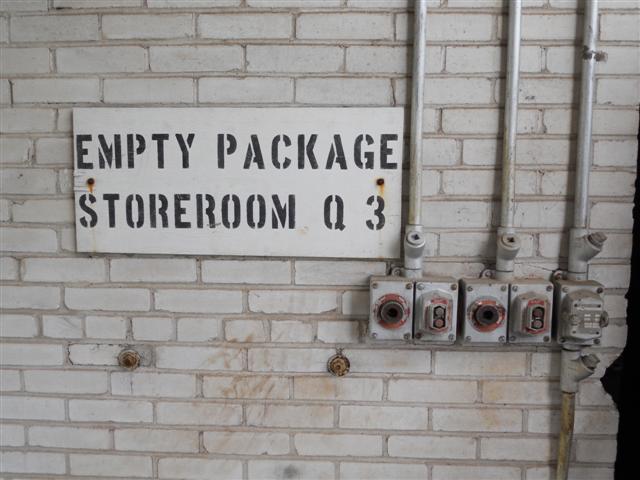 EMPTY PACKAGE
STOREROOM Q 3